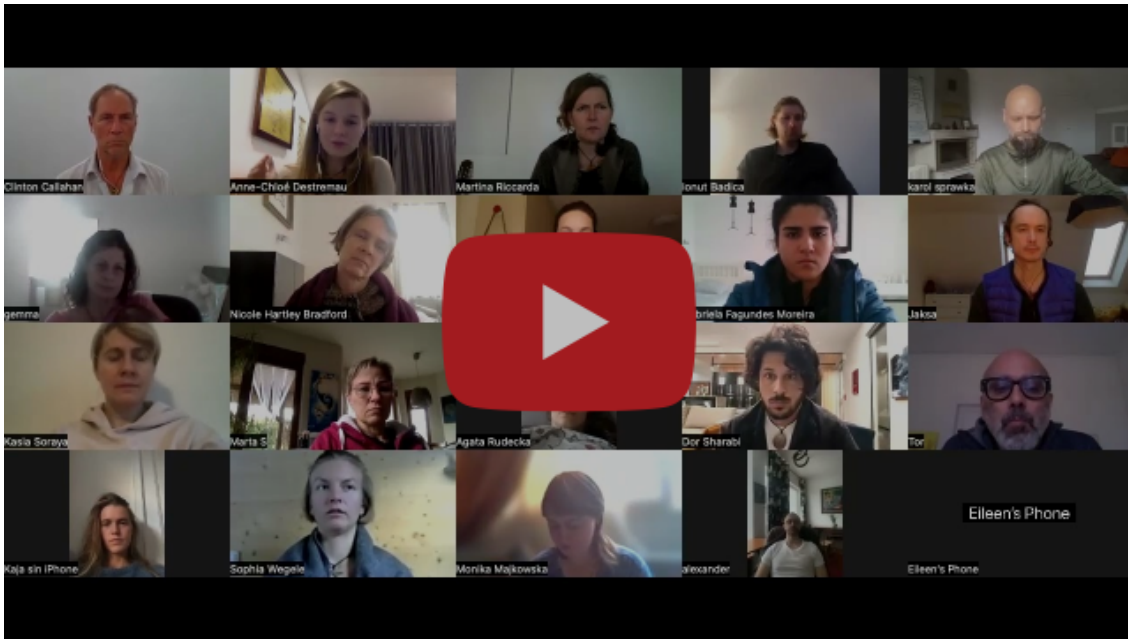 Clinton Callahan
Anne-Chloé Destremau
Martina Riccarda
Ionut Badica
karol sprawka
gemma
Nicole Hartley Bradford
Fagundes Moreira
Jaksa
Kasia Soraya
Marta S
Agata Rudecka
Dor Sharabi
Tor
Kaja sin iPhone
Sophia Wegele
Monika Majkowska
alexander
Eileen's Phone
Eileen's Phone